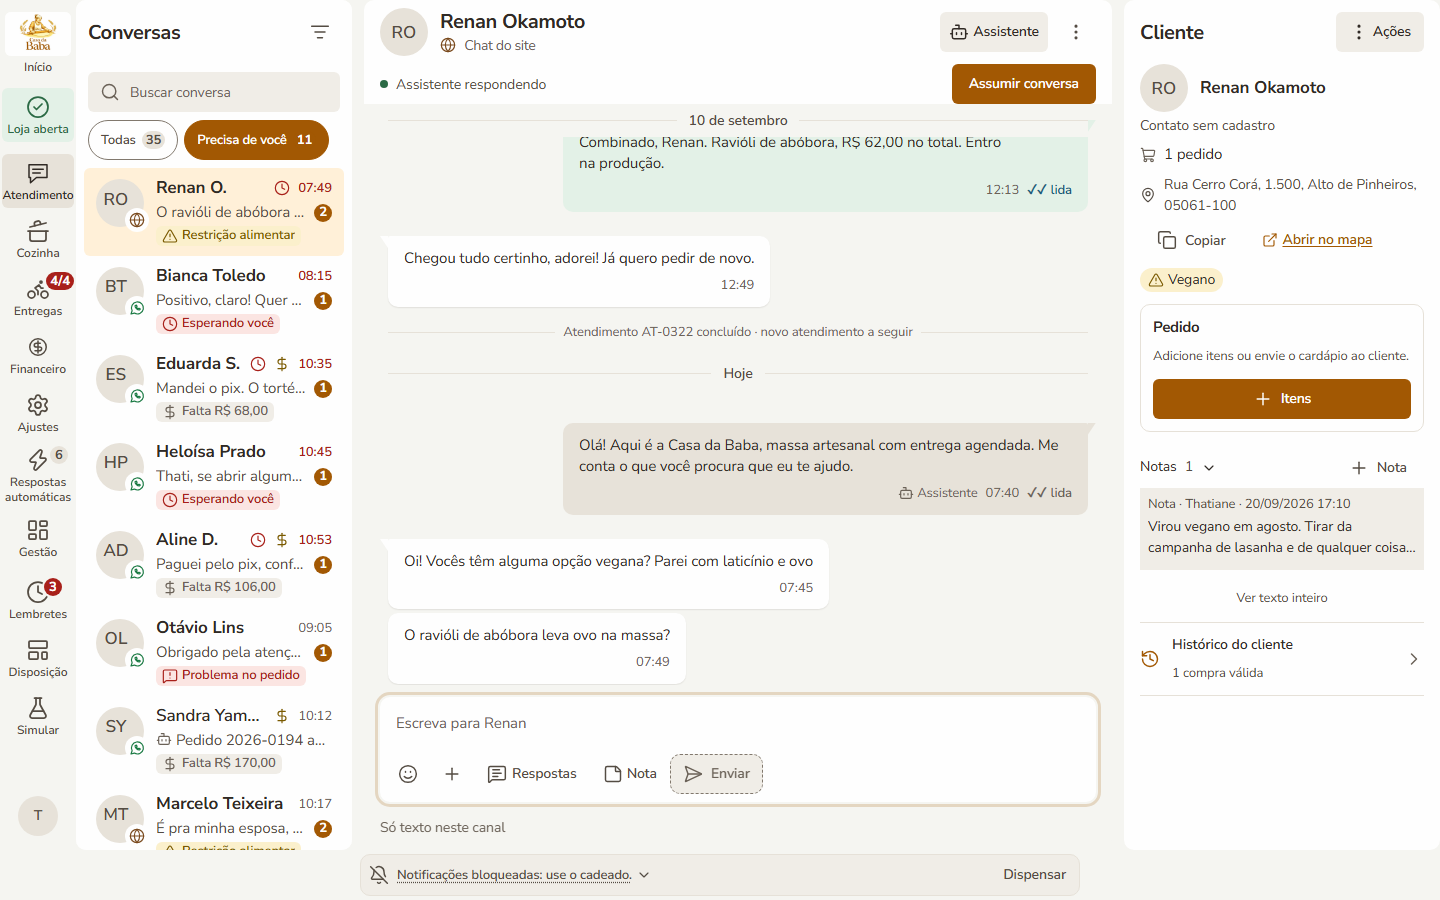 Casa da
Baba
Início
Loja aberta
Atendimento
Cozinha
4/4
Entregas
Financeiro
Ajustes
6
Respostas
automáticas
Gestão
3
Lembretes
Disposição
Simular
T
Conversas
Buscar conversa
Todas 35
Precisa de você 11
RO
Renan O. 07:49
O ravióli de abóbora ... 2
Restrição alimentar
BT
Bianca Toledo 08:15
Positivo, claro! Quer ... 1
Esperando você
ES
Eduarda S. 10:35
Mandei o pix. O torté... 1
Falta R$ 68,00
HP
Heloísa Prado 10:45
Thati, se abrir algum... 1
Esperando você
AD
Aline D. 10:53
Paguei pelo pix, conf... 1
Falta R$ 106,00
OL
Otávio Lins 09:05
Obrigado pela atenç... 1
Problema no pedido
SY
Sandra Yam... 10:12
Pedido 2026-0194 a...
Falta R$ 170,00
MT
Marcelo Teixeira 10:17
É pra minha esposa, ... 2
Restrição alimentar
RO
Renan Okamoto
Chat do site
Assistente
Assistente respondendo
Assumir conversa
10 de setembro
Combinado, Renan. Ravióli de abóbora, R$ 62,00 no total. Entro
na produção.
12:13 lida
Chegou tudo certinho, adorei! Já quero pedir de novo.
12:49
Atendimento AT-0322 concluído · novo atendimento a seguir
Hoje
Olá! Aqui é a Casa da Baba, massa artesanal com entrega agendada. Me
conta o que você procura que eu te ajudo.
Assistente 07:40 lida
Oi! Vocês têm alguma opção vegana? Parei com laticínio e ovo
07:45
O ravióli de abóbora leva ovo na massa?
07:49
Escreva para Renan
Respostas
Nota
Enviar
Só texto neste canal
Notificações bloqueadas: use o cadeado.
Dispensar
Cliente
Ações
RO
Renan Okamoto
Contato sem cadastro
1 pedido
Rua Cerro Corá, 1.500, Alto de Pinheiros,
05061-100
Copiar
Abrir no mapa
Vegano
Pedido
Adicione itens ou envie o cardápio ao cliente.
Itens
Notas 1
Nota
Nota · Thatiane · 20/09/2026 17:10
Virou vegano em agosto. Tirar da
campanha de lasanha e de qualquer coisa...
Ver texto inteiro
Histórico do cliente
1 compra válida